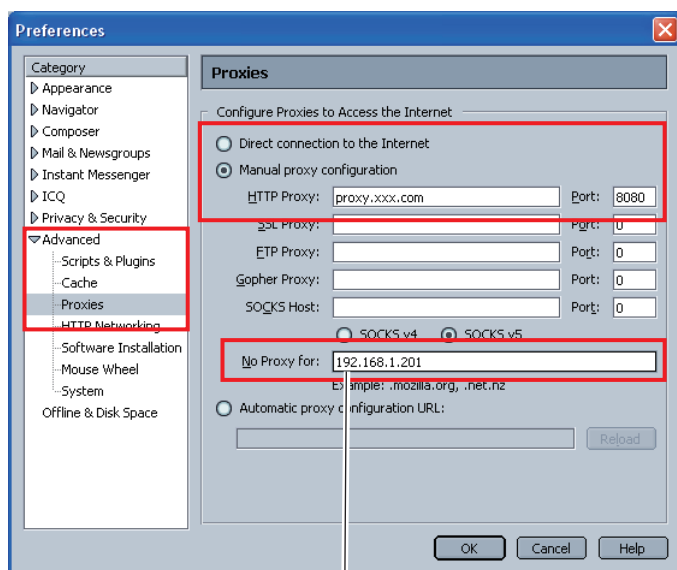 Preferences
Category
Appearance
Navigator
Composer
Mail & Newsgroups
Instant Messenger
ICQ
Privacy & Security
Advanced
Scripts & Plugins
Cache
Proxies
HTTP Networking
Software Installation
Mouse Wheel
System
Offline & Disk Space
Proxies
Configure Proxies to Access the Internet
Direct connection to the Internet
Manual proxy configuration
HTTP Proxy: proxy.xxx.com Port: 8080
SSL Proxy: Port: 0
FTP Proxy: Port: 0
Gopher Proxy: Port: 0
SOCKS Host: Port: 0
SOCKS v4 SOCKS v5
No Proxy for: 192.168.1.201
Example: .mozilla.org, .net.nz
Automatic proxy configuration URL:
Reload
OK Cancel Help